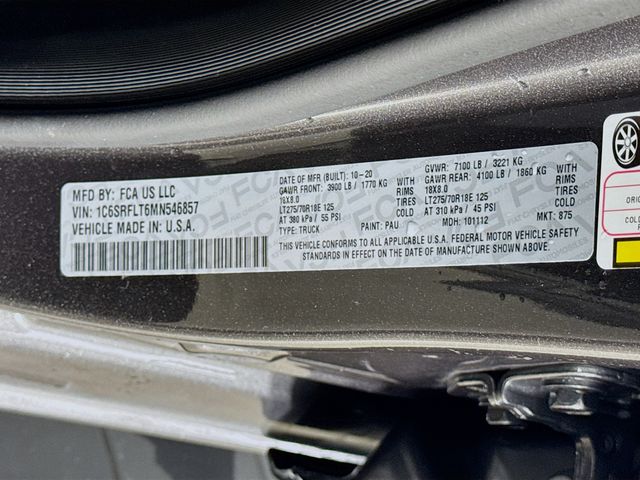 MFD BY: FCA US LLC
VIN: 1C6SRFLT6MN546857
VEHICLE MADE IN: U.S.A.
DATE OF MFR (BUILT): 10-20
GAWR FRONT: 3900 LB / 1770 KG WITH
18X8.0 RIMS
LT275/70R18E 125 TIRES
AT 380 kPa / 55 PSI COLD
TYPE: TRUCK PAINT: PAU
GVWR: 7100 LB / 3221 KG
GAWR REAR: 4100 LB / 1860 KG WITH
18X8.0 RIMS
LT275/70R18E 125 TIRES
AT 310 kPa / 45 PSI COLD
MDH: 101112 MKT: 875
THIS VEHICLE CONFORMS TO ALL APPLICABLE U.S.A. FEDERAL MOTOR VEHICLE SAFETY
STANDARDS IN EFFECT ON THE DATE OF MANUFACTURE SHOWN ABOVE.